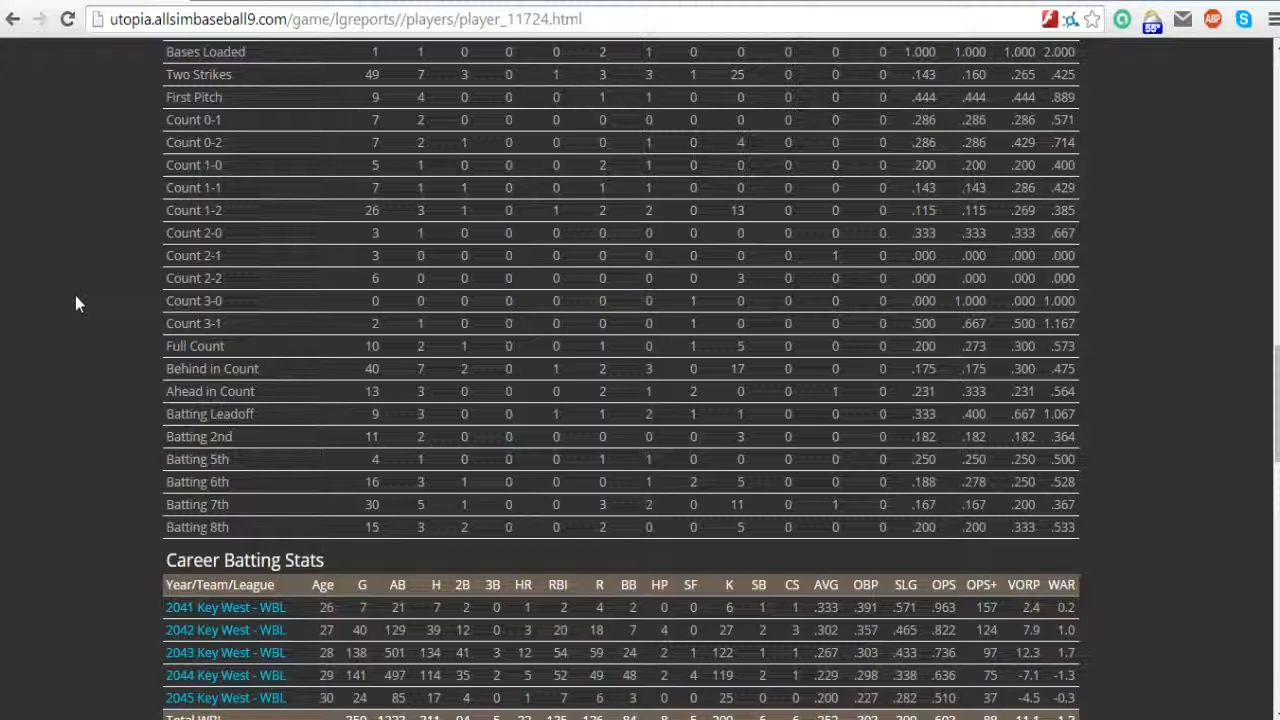 utopia.allsimbaseball9.com/game/lgreports//players/player_11724.html
55°
ABP
Bases Loaded 1 1 0 0 0 2 1 0 0 0 0 1.000 1.000 1.000 2.000
Two Strikes 49 7 3 0 1 3 3 1 25 0 0 .143 .160 .265 .425
First Pitch 9 4 0 0 0 1 1 0 0 0 0 .444 .444 .444 .889
Count 0-1 7 2 0 0 0 0 0 0 0 0 0 .286 .286 .286 .571
Count 0-2 7 2 1 0 0 0 1 0 4 0 0 .286 .286 .429 .714
Count 1-0 5 1 0 0 0 2 1 0 0 0 0 .200 .200 .200 .400
Count 1-1 7 1 1 0 0 1 1 0 0 0 0 .143 .143 .286 .429
Count 1-2 26 3 1 0 1 2 2 0 13 0 0 .115 .115 .269 .385
Count 2-0 3 1 0 0 0 0 0 0 0 0 0 .333 .333 .333 .667
Count 2-1 3 0 0 0 0 0 0 0 0 0 1 0 .000 .000 .000 .000
Count 2-2 6 0 0 0 0 0 0 0 3 0 0 .000 .000 .000 .000
Count 3-0 0 0 0 0 0 0 0 1 0 0 0 .000 1.000 .000 1.000
Count 3-1 2 1 0 0 0 0 0 1 0 0 0 .500 .667 .500 1.167
Full Count 10 2 1 0 0 1 0 1 5 0 0 .200 .273 .300 .573
Behind in Count 40 7 2 0 1 2 3 0 17 0 0 .175 .175 .300 .475
Ahead in Count 13 3 0 0 0 2 1 2 0 0 1 0 .231 .333 .231 .564
Batting Leadoff 9 3 0 0 1 1 2 1 1 0 0 .333 .400 .667 1.067
Batting 2nd 11 2 0 0 0 0 0 0 3 0 0 .182 .182 .182 .364
Batting 5th 4 1 0 0 0 1 1 0 0 0 0 .250 .250 .250 .500
Batting 6th 16 3 1 0 0 0 1 2 5 0 0 .188 .278 .250 .528
Batting 7th 30 5 1 0 0 3 2 0 11 0 1 0 .167 .167 .200 .367
Batting 8th 15 3 2 0 0 2 0 0 5 0 0 .200 .200 .333 .533
Career Batting Stats
Year/Team/League Age G AB H 2B 3B HR RBI R BB HP SF K SB CS AVG OBP SLG OPS OPS+ VORP WAR
2041 Key West - WBL 26 7 21 7 2 0 1 2 4 2 0 0 6 1 1 .333 .391 .571 .963 157 2.4 0.2
2042 Key West - WBL 27 40 129 39 12 0 3 20 18 7 4 0 27 2 3 .302 .357 .465 .822 124 7.9 1.0
2043 Key West - WBL 28 138 501 134 41 3 12 54 59 24 2 1 122 1 1 .267 .303 .433 .736 97 12.3 1.7
2044 Key West - WBL 29 141 497 114 35 2 5 52 49 48 2 4 119 2 1 .229 .298 .338 .636 75 -7.1 -1.3
2045 Key West - WBL 30 24 85 17 4 0 1 7 6 3 0 0 25 0 0 .200 .227 .282 .510 37 -4.5 -0.3
Total WBL